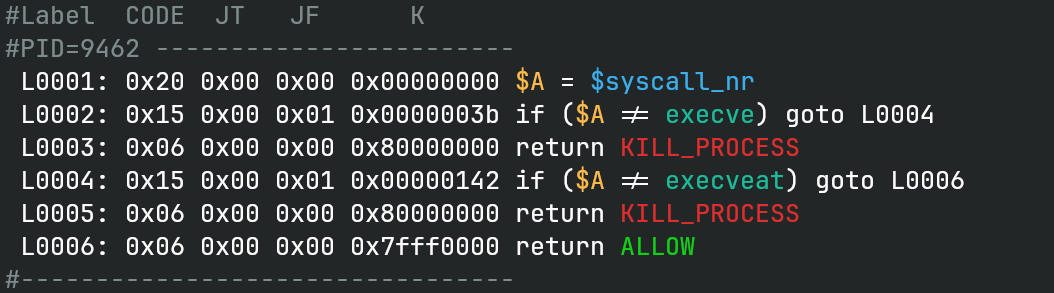 #Label  CODE  JT   JF      K
#PID=9462 ------------------------
 L0001: 0x20 0x00 0x00 0x00000000 $A = $syscall_nr
 L0002: 0x15 0x00 0x01 0x0000003b if ($A != execve) goto L0004
 L0003: 0x06 0x00 0x00 0x80000000 return KILL_PROCESS
 L0004: 0x15 0x00 0x01 0x00000142 if ($A != execveat) goto L0006
 L0005: 0x06 0x00 0x00 0x80000000 return KILL_PROCESS
 L0006: 0x06 0x00 0x00 0x7fff0000 return ALLOW
#---------------------------------